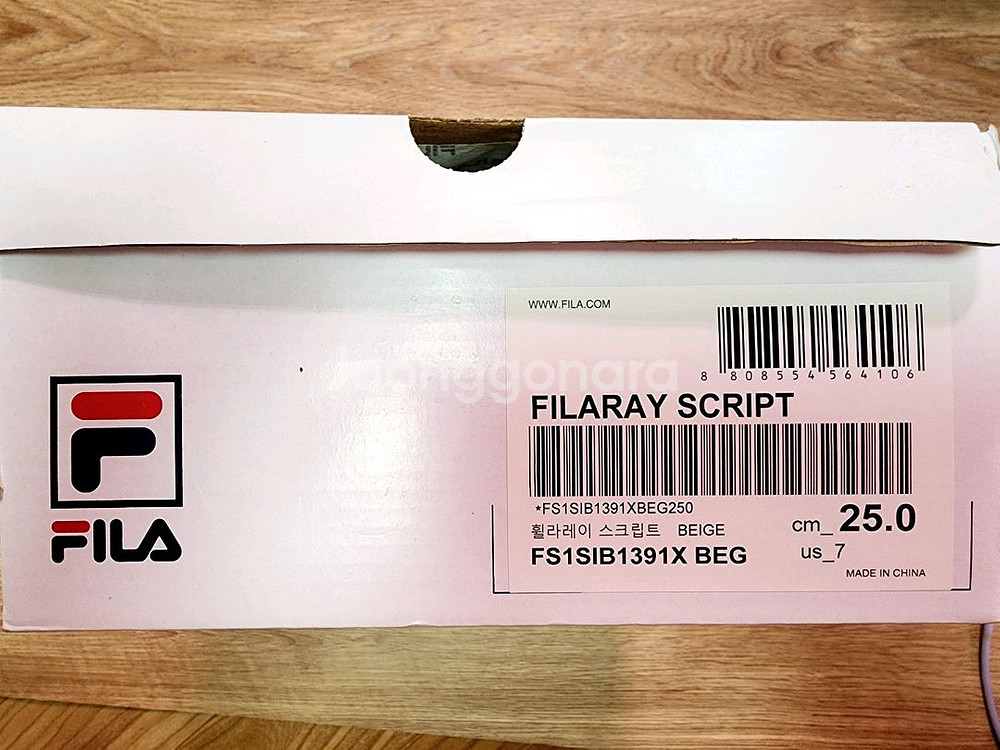 WWW.FILA.COM
8 808554 564106
joonggonara
FILARAY SCRIPT
*FS1SIB1391XBEG250
휠라레이 스크립트 BEIGE
cm_ 25.0
FS1SIB1391X BEG
us_7
MADE IN CHINA
FILA